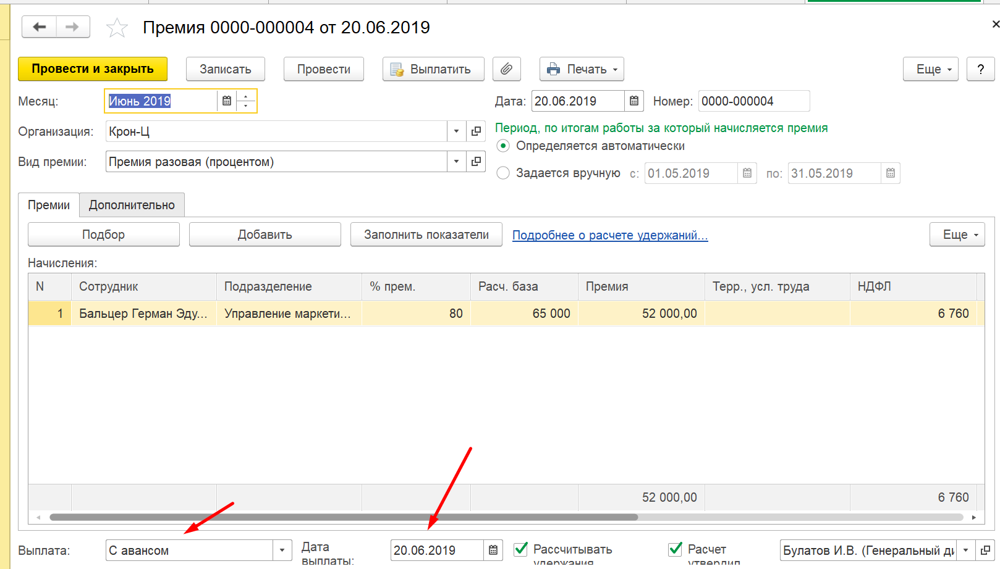 Премия 0000-000004 от 20.06.2019
Провести и закрыть Записать Провести Выплатить Печать Еще ?
Месяц: Июнь 2019 Дата: 20.06.2019 Номер: 0000-000004
Организация: Крон-Ц Период, по итогам работы за который начисляется премия
Определяется автоматически
Вид премии: Премия разовая (процентом)
Задается вручную с: 01.05.2019 по: 31.05.2019
Премии Дополнительно
Подбор Добавить Заполнить показатели Подробнее о расчете удержаний... Еще
Начисления:
N Сотрудник Подразделение % прем. Расч. база Премия Терр., усл. труда НДФЛ
1 Бальцер Герман Эду... Управление маркети... 80 65 000 52 000,00 6 760
52 000,00 6 760
Выплата: С авансом Дата выплаты: 20.06.2019 Рассчитывать удержания Расчет утвердил Булатов И.В. (Генеральный ди